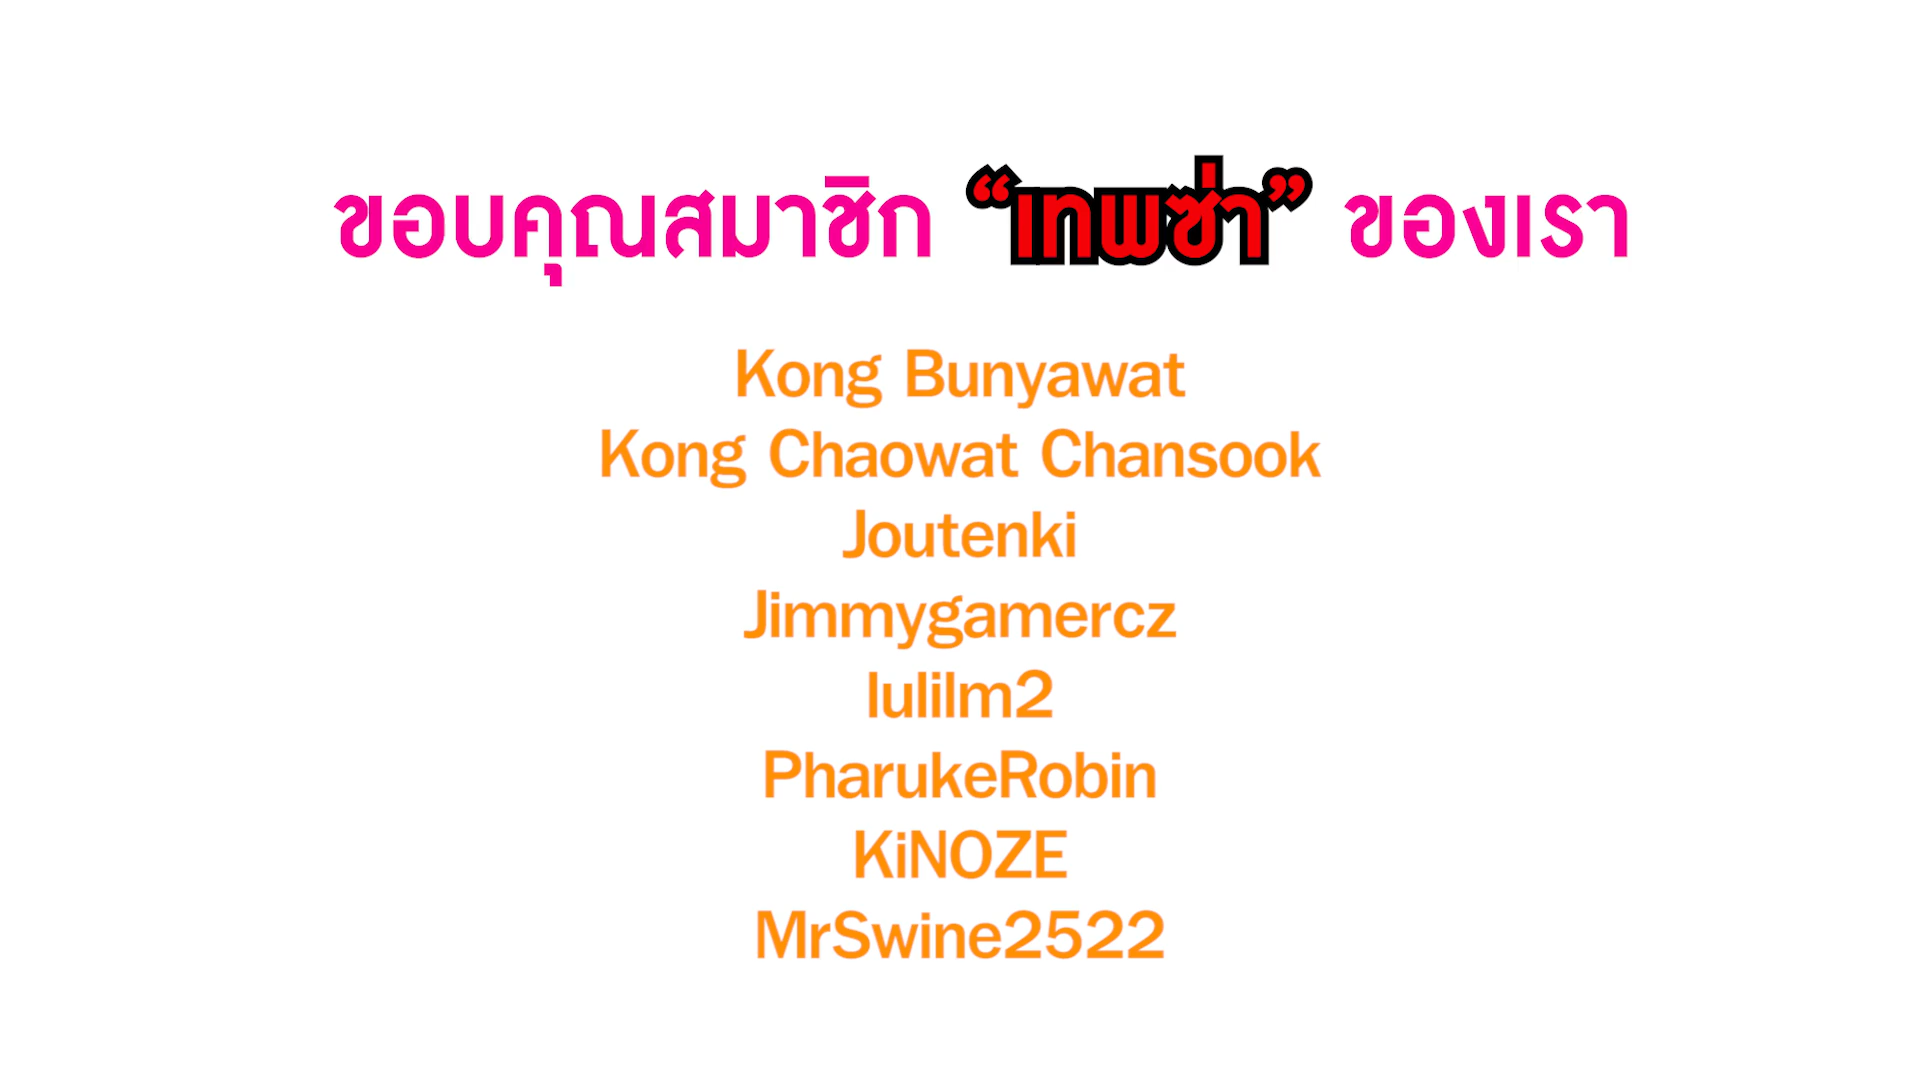 ขอบคุณสมาชิก “เทพซ่า” ของเรา
Kong Bunyawat
Kong Chaowat Chansook
Joutenki
Jimmygamercz
lulilm2
PharukeRobin
KiNOZE
MrSwine2522